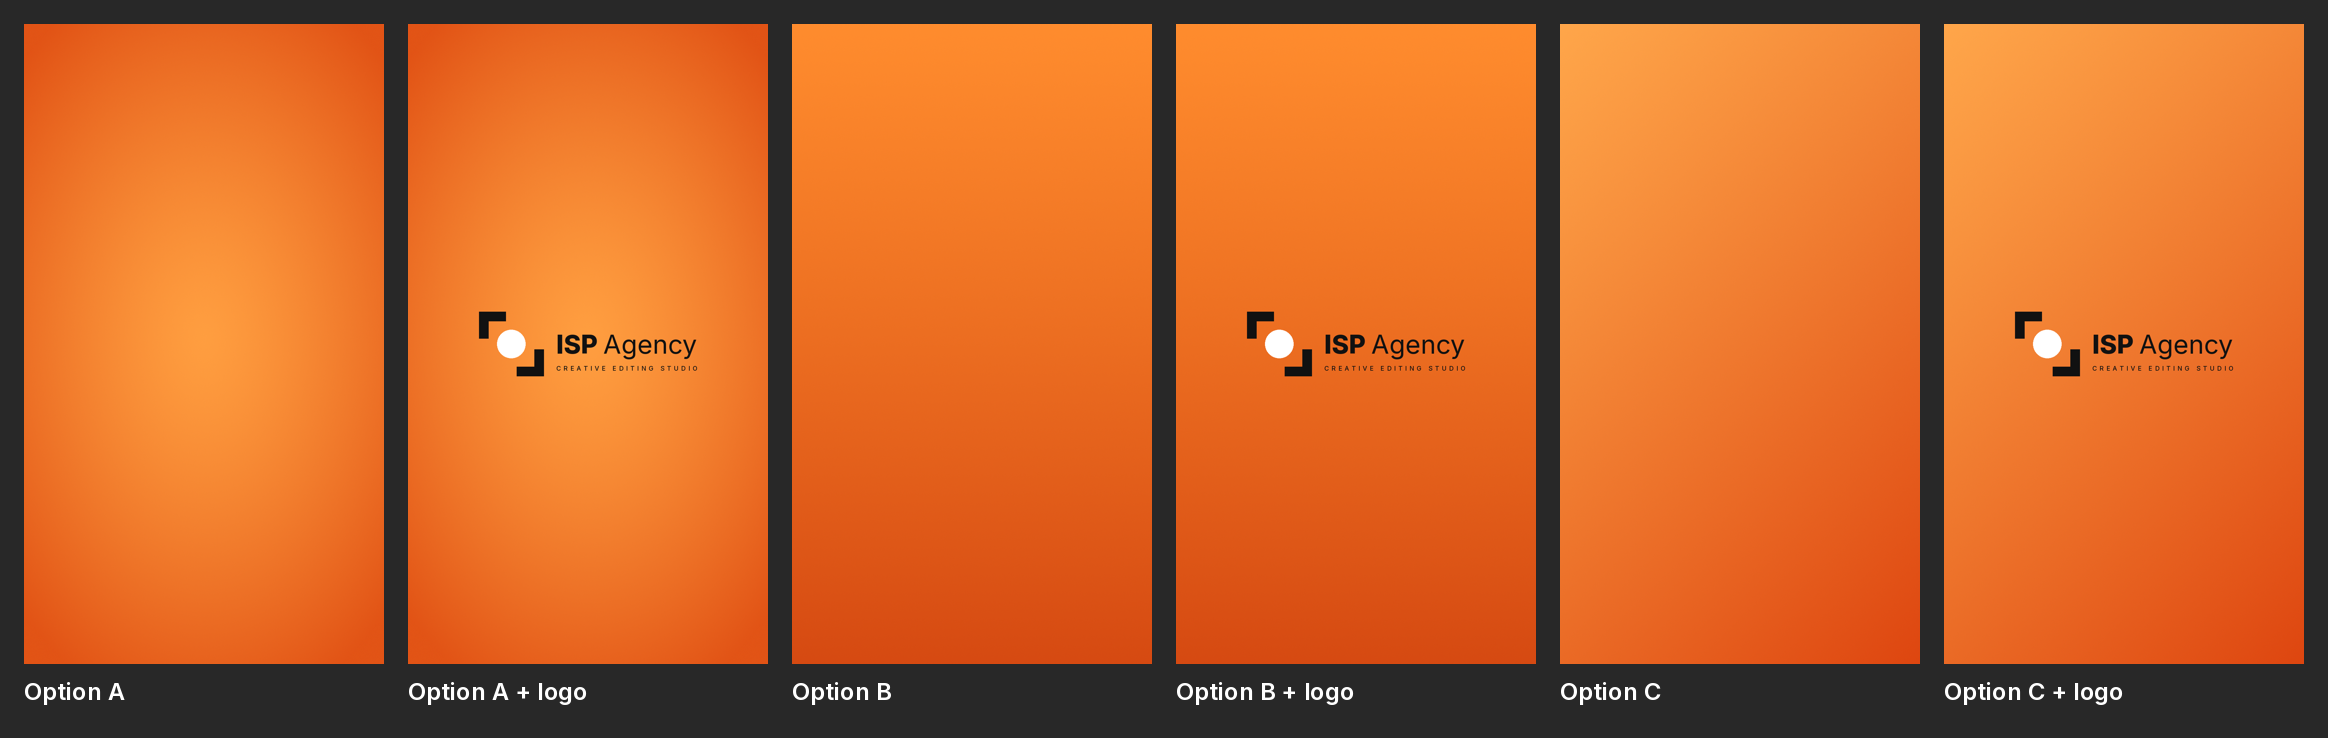 ISP Agency
CREATIVE EDITING STUDIO
ISP Agency
CREATIVE EDITING STUDIO
ISP Agency
CREATIVE EDITING STUDIO
Option A
Option A + logo
Option B
Option B + logo
Option C
Option C + logo